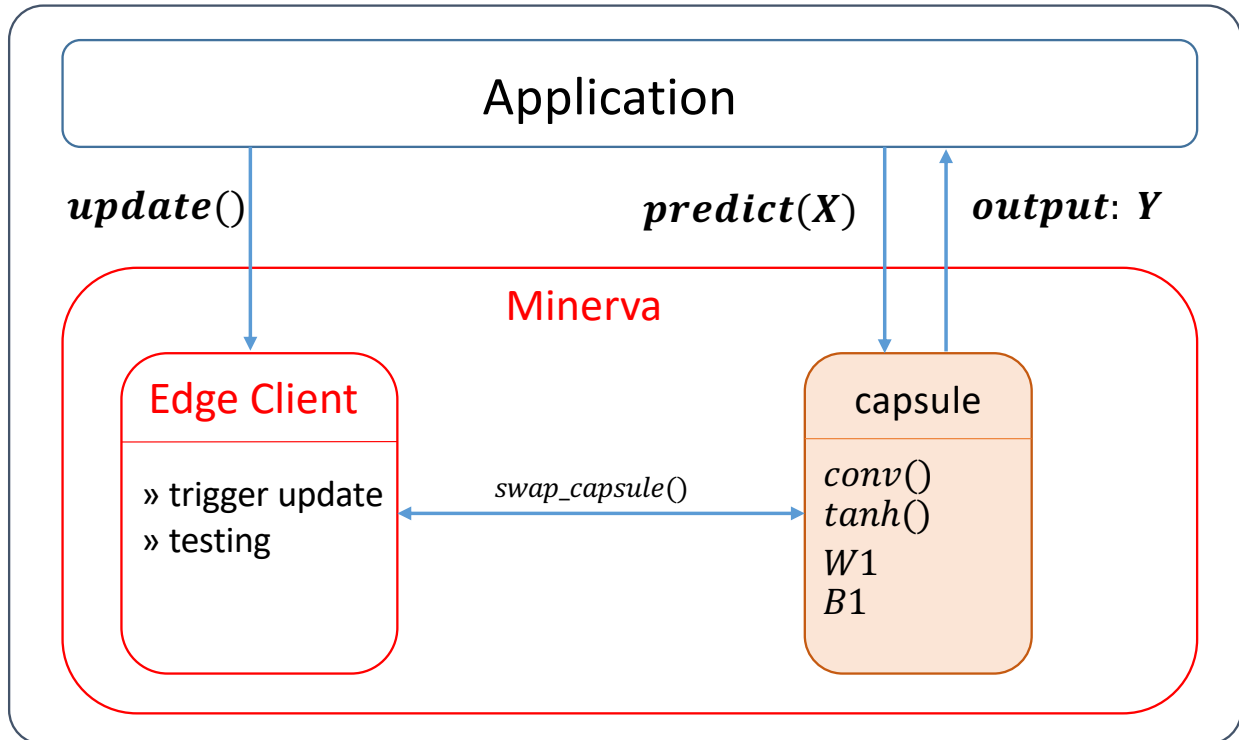 Application
update()
predict(X)
output: Y
Minerva
Edge Client
» trigger update
» testing
swap_capsule()
capsule
conv()
tanh()
W1
B1